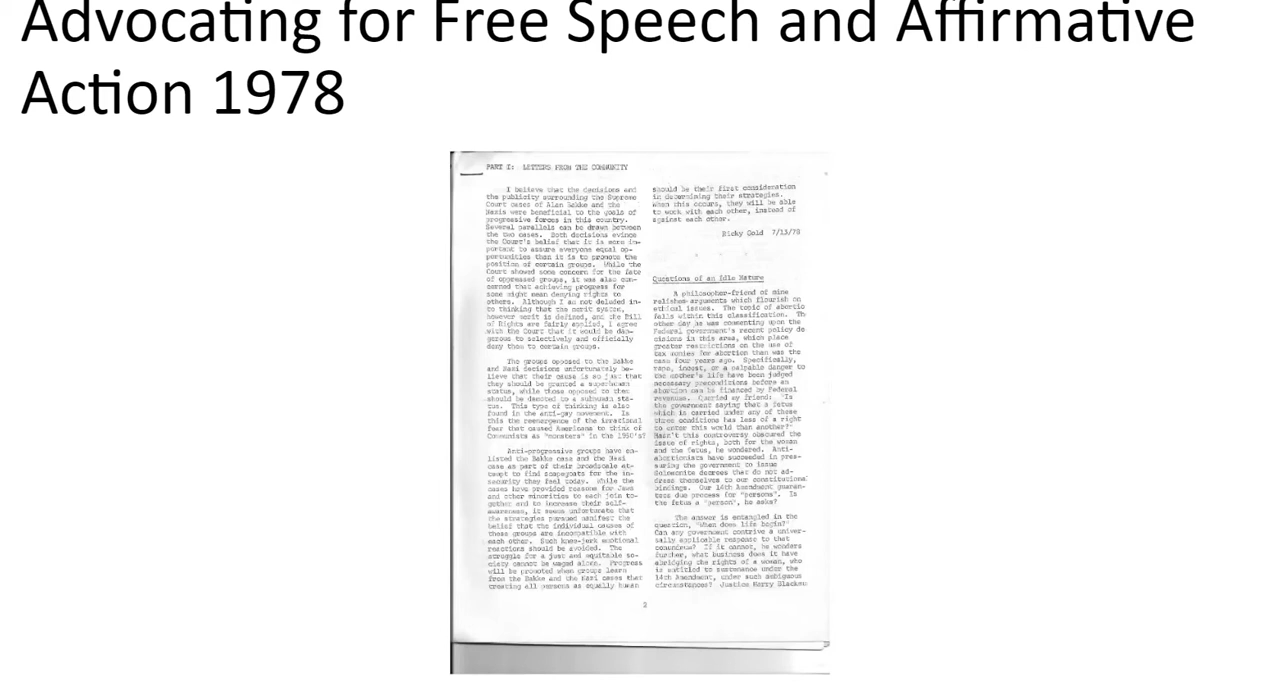 Advocating for Free Speech and Affirmative
Action 1978
PART I: LETTERS FROM THE COMMUNITY
I believe that the decisions and
the publicity surrounding the Supreme
Court cases of Alan Bakke and the
Nazis were beneficial to the goals of
progressive forces in this country.
Several parallels can be drawn between
the two cases. Both decisions evince
the Court's belief that it is more im-
portant to assure everyone equal op-
portunities than it is to promote the
position of certain groups. While the
Court showed some concern for the fate
of oppressed groups, it was also con-
cerned that achieving progress for
some might mean denying rights to
others. Although I am not deluded in-
to thinking that the merit system,
however merit is defined, and the Bill
of Rights are fairly applied, I agree
with the Court that it would be dan-
gerous to selectively and officially
deny them to certain groups.
The groups opposed to the Bakke
and Nazi decisions unfortunately be-
lieve that their cause is so just that
they should be granted a superhuman
status, while those opposed to them
should be demoted to a subhuman sta-
tus. This type of thinking is also
found in the anti-gay movement. Is
this the reemergence of the irrational
fear that caused Americans to think of
Communists as "monsters" in the 1950's?
Anti-progressive groups have en-
listed the Bakke case and the Nazi
case as part of their broadscale at-
tempt to find scapegoats for the in-
security they feel today. While the
cases have provided reasons for Jews
and other minorities to each join to-
gether and to increase their self-
awareness, it seems unfortunate that
the strategies pursued manifest the
belief that the individual causes of
these groups are incompatible with
each other. Such knee-jerk emotional
reactions should be avoided. The
struggle for a just and equitable so-
ciety cannot be waged alone. Progress
will be promoted when groups learn
from the Bakke and the Nazi cases that
treating all persons as equally human
should be their first consideration
in determining their strategies.
When this occurs, they will be able
to work with each other, instead of
against each other.
Ricky Gold 7/13/78
Questions of an Idle Nature
A philosopher-friend of mine
relishes arguments which flourish on
ethical issues. The topic of abortio
falls within this classification. Th
other day he was commenting upon the
Federal government's recent policy de
cisions in this area, which place
greater restrictions on the use of
tax monies for abortion than was the
case four years ago. Specifically,
rape, incest, or a palpable danger to
the mother's life have been judged
necessary preconditions before an
abortion can be financed by Federal
revenue. Queried my friend: "Is
the government saying that a fetus
which is carried under any of those
three conditions has less of a right
to enter this world than another?"
Hasn't this controversy obscured the
issue of rights, both for the woman
and the fetus, he wondered. Anti-
abortionists have succeeded in pres-
suring the government to issue
Solomonite decrees that do not ad-
dress themselves to our constitutional
bindings. Our 14th Amendment guaran-
tees due process for "persons". Is
the fetus a "person", he asks?
The answer is entangled in the
question, "When does life begin?"
Can any government contrive a univer-
sally applicable response to that
conundrum? If it cannot, he wonders
further, what business does it have
abridging the rights of a woman, who
is entitled to sustenance under the
14th Amendment, under such ambiguous
circumstances? Justice Harry Blackmu
2